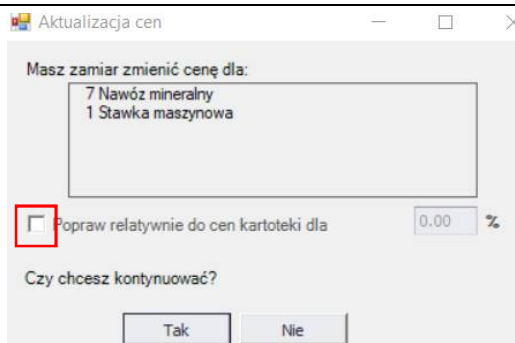 Aktualizacja cen
Masz zamiar zmienić cenę dla:
7 Nawóz mineralny
1 Stawka maszynowa
Popraw relatywnie do cen kartoteki dla 0.00 %
Czy chcesz kontynuować?
Tak Nie